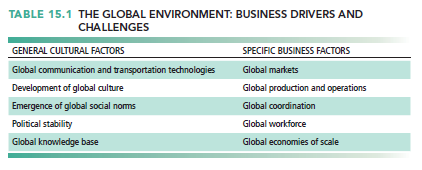 TABLE 15.1 THE GLOBAL ENVIRONMENT: BUSINESS DRIVERS AND
CHALLENGES
GENERAL CULTURAL FACTORS SPECIFIC BUSINESS FACTORS
Global communication and transportation technologies Global markets
Development of global culture Global production and operations
Emergence of global social norms Global coordination
Political stability Global workforce
Global knowledge base Global economies of scale